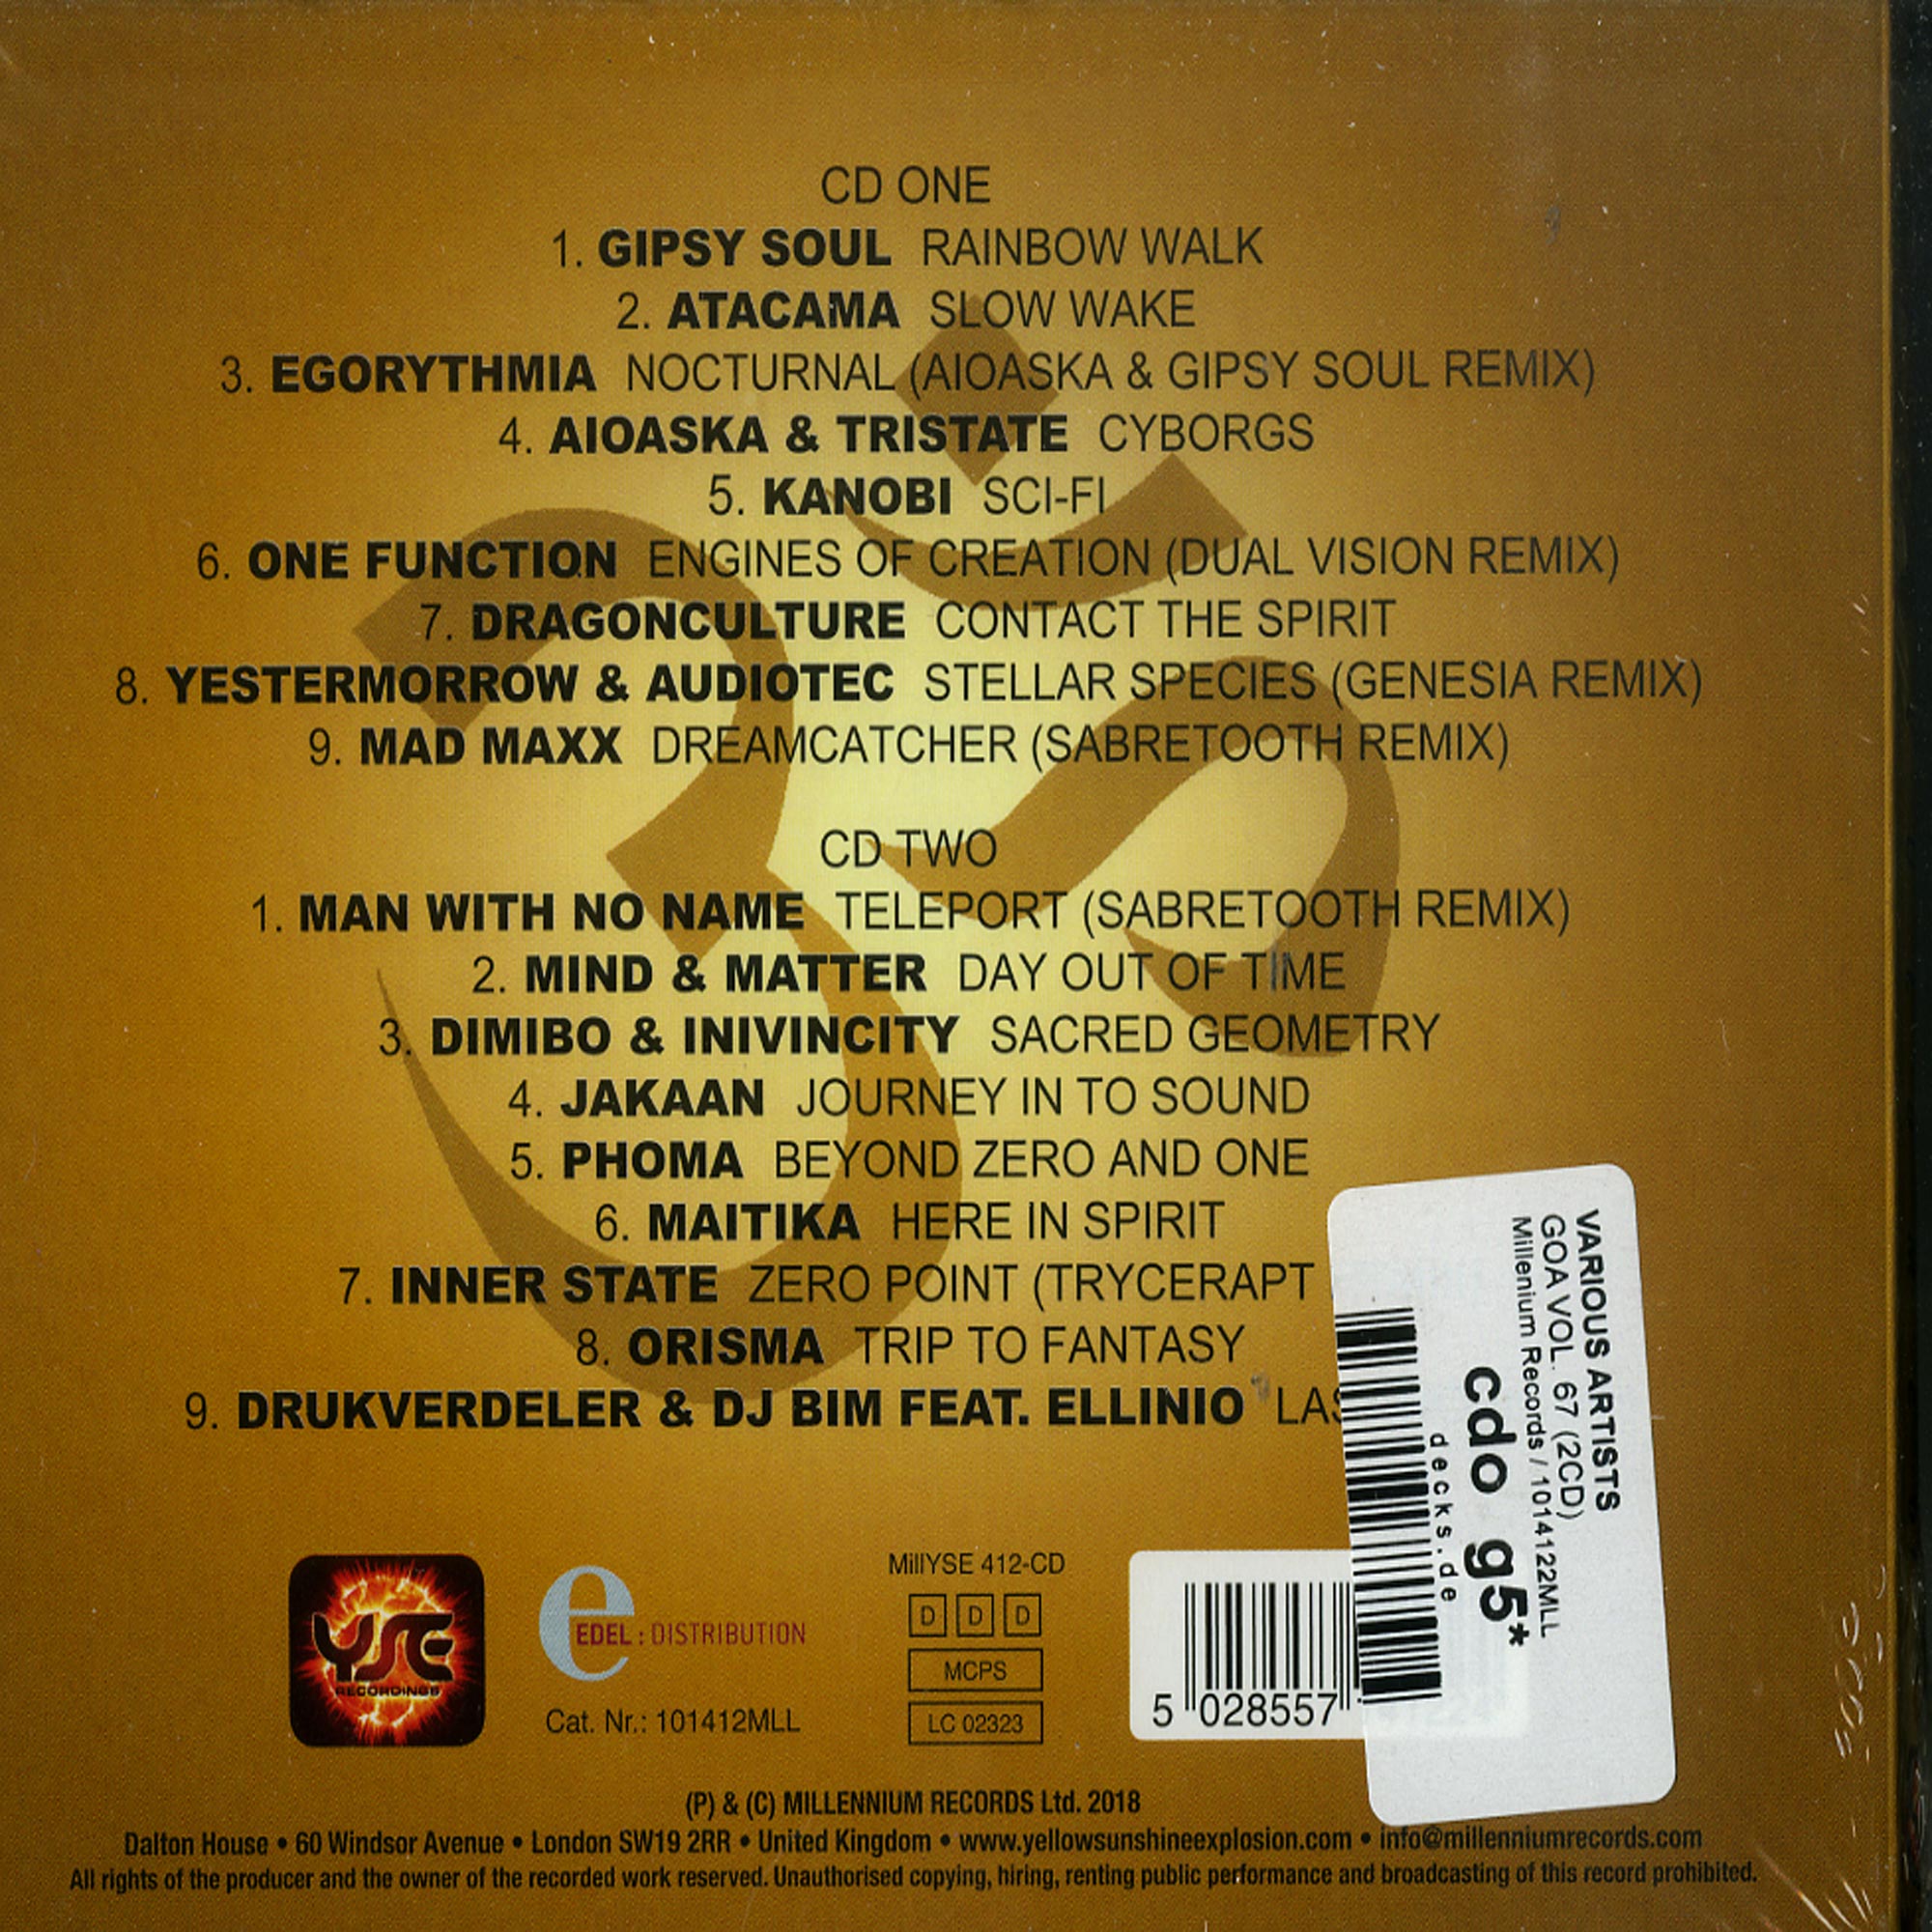 CD ONE
1. GIPSY SOUL RAINBOW WALK
2. ATACAMA SLOW WAKE
3. EGORYTHMIA NOCTURNAL (AIOASKA & GIPSY SOUL REMIX)
4. AIOASKA & TRISTATE CYBORGS
5. KANOBI SCI-FI
6. ONE FUNCTION ENGINES OF CREATION (DUAL VISION REMIX)
7. DRAGONCULTURE CONTACT THE SPIRIT
8. YESTERMORROW & AUDIOTEC STELLAR SPECIES (GENESIA REMIX)
9. MAD MAXX DREAMCATCHER (SABRETOOTH REMIX)
CD TWO
1. MAN WITH NO NAME TELEPORT (SABRETOOTH REMIX)
2. MIND & MATTER DAY OUT OF TIME
3. DIMIBO & INIVINCITY SACRED GEOMETRY
4. JAKAAN JOURNEY IN TO SOUND
5. PHOMA BEYOND ZERO AND ONE
6. MAITIKA HERE IN SPIRIT
7. INNER STATE ZERO POINT (TRYCERAPT
8. ORISMA TRIP TO FANTASY
9. DRUKVERDELER & DJ BIM FEAT. ELLINIO
VARIOUS ARTISTS
GOA VOL. 67 (2CD)
Millenium Records / 1014122MLL
cdo g5*
decks.de
YSE
RECORDINGS
e
EDEL : DISTRIBUTION
Cat. Nr.: 101412MLL
MillYSE 412-CD
D D D
MCPS
LC 02323
5 028557
(P) & (C) MILLENNIUM RECORDS Ltd. 2018
Dalton House • 60 Windsor Avenue • London SW19 2RR • United Kingdom • www.yellowsunshineexplosion.com • info@millenniumrecords.com
All rights of the producer and the owner of the recorded work reserved. Unauthorised copying, hiring, renting public performance and broadcasting of this record prohibited.